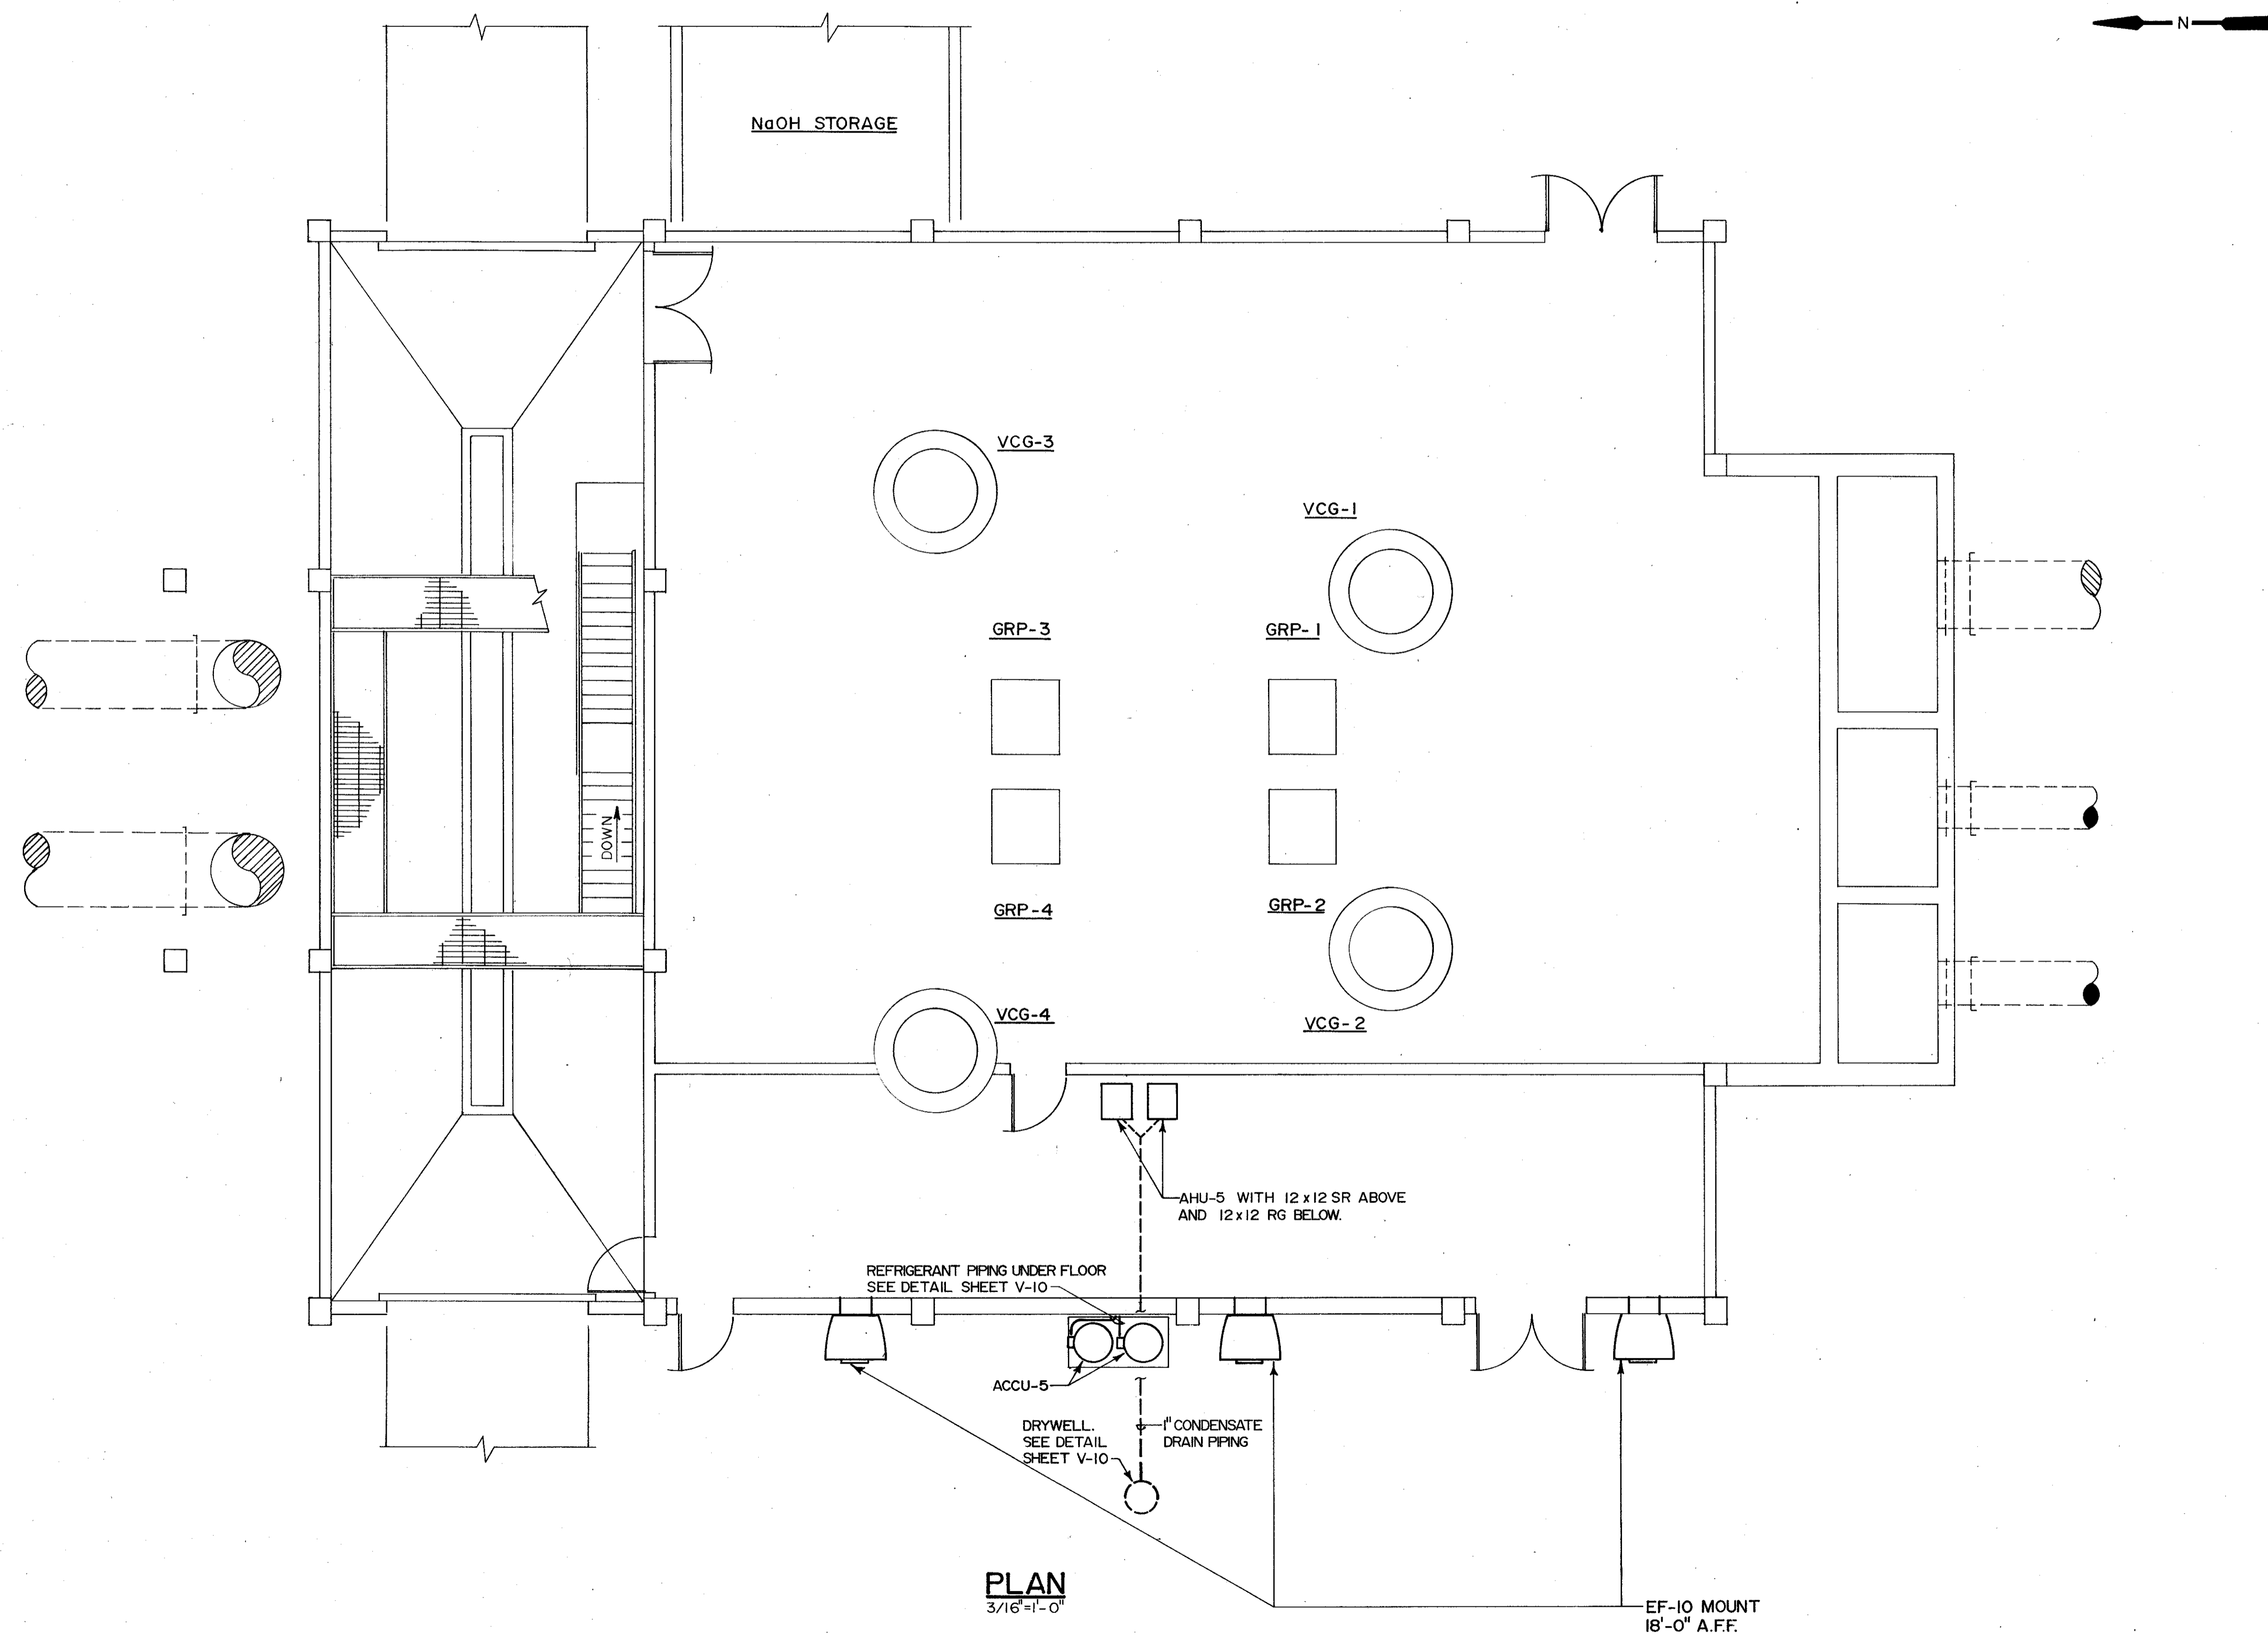 N
NaOH STORAGE
VCG-3
VCG-1
GRP-3
GRP-1
DOWN
GRP-4
GRP-2
VCG-4
VCG-2
AHU-5 WITH 12x12 SR ABOVE
AND 12x12 RG BELOW.
REFRIGERANT PIPING UNDER FLOOR
SEE DETAIL SHEET V-10
ACCU-5
DRYWELL.
SEE DETAIL
SHEET V-10
1" CONDENSATE
DRAIN PIPING
PLAN
3/16"=1'-0"
EF-10 MOUNT
18'-0" A.F.F.